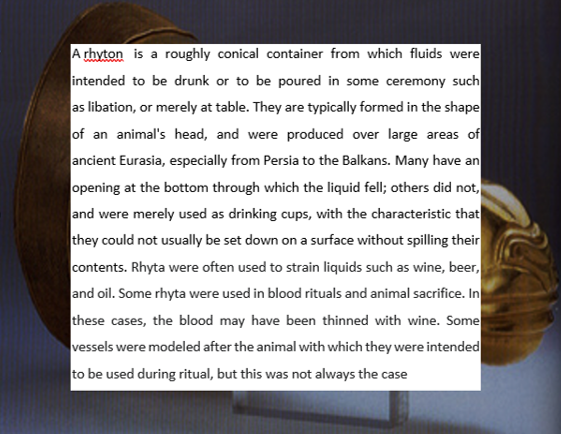 A rhyton is a roughly conical container from which fluids were
intended to be drunk or to be poured in some ceremony such
as libation, or merely at table. They are typically formed in the shape
of an animal's head, and were produced over large areas of
ancient Eurasia, especially from Persia to the Balkans. Many have an
opening at the bottom through which the liquid fell; others did not,
and were merely used as drinking cups, with the characteristic that
they could not usually be set down on a surface without spilling their
contents. Rhyta were often used to strain liquids such as wine, beer,
and oil. Some rhyta were used in blood rituals and animal sacrifice. In
these cases, the blood may have been thinned with wine. Some
vessels were modeled after the animal with which they were intended
to be used during ritual, but this was not always the case